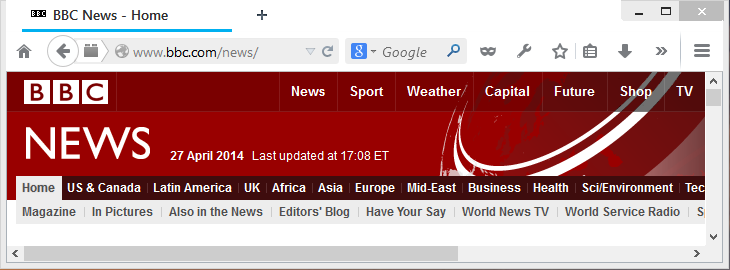 BBC BBC News - Home
www.bbc.com/news/ 8 Google
BBC News Sport Weather Capital Future Shop TV
NEWS 27 April 2014 Last updated at 17:08 ET
Home US & Canada Latin America UK Africa Asia Europe Mid-East Business Health Sci/Environment Tec
Magazine In Pictures Also in the News Editors' Blog Have Your Say World News TV World Service Radio